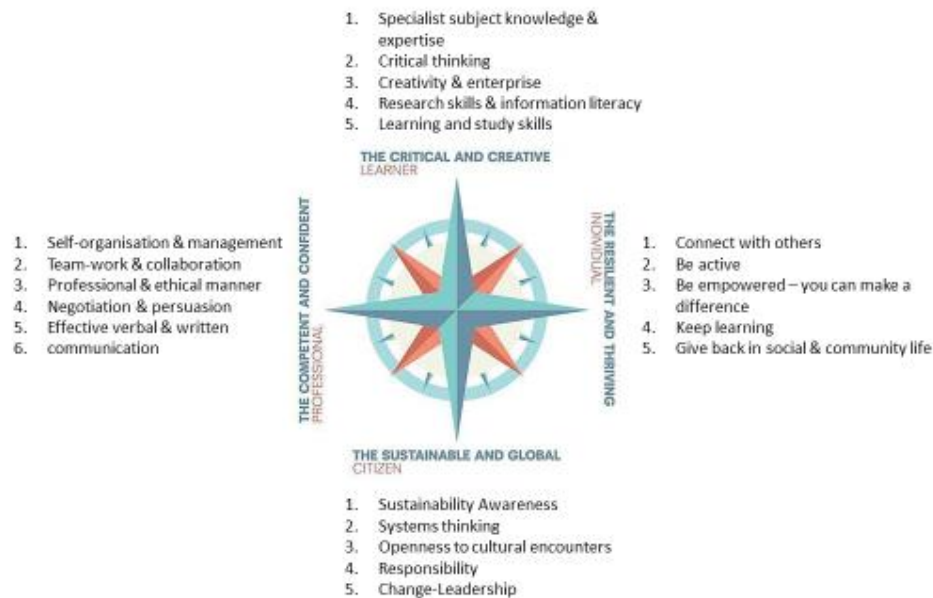 1. Specialist subject knowledge &
expertise
2. Critical thinking
3. Creativity & enterprise
4. Research skills & information literacy
5. Learning and study skills
THE CRITICAL AND CREATIVE
LEARNER
1. Self-organisation & management
2. Team-work & collaboration
3. Professional & ethical manner
4. Negotiation & persuasion
5. Effective verbal & written
6. communication
THE COMPETENT AND CONFIDENT
PROFESSIONAL
THE RESILIENT AND THRIVING
INDIVIDUAL
1. Connect with others
2. Be active
3. Be empowered – you can make a
difference
4. Keep learning
5. Give back in social & community life
THE SUSTAINABLE AND GLOBAL
CITIZEN
1. Sustainability Awareness
2. Systems thinking
3. Openness to cultural encounters
4. Responsibility
5. Change-Leadership